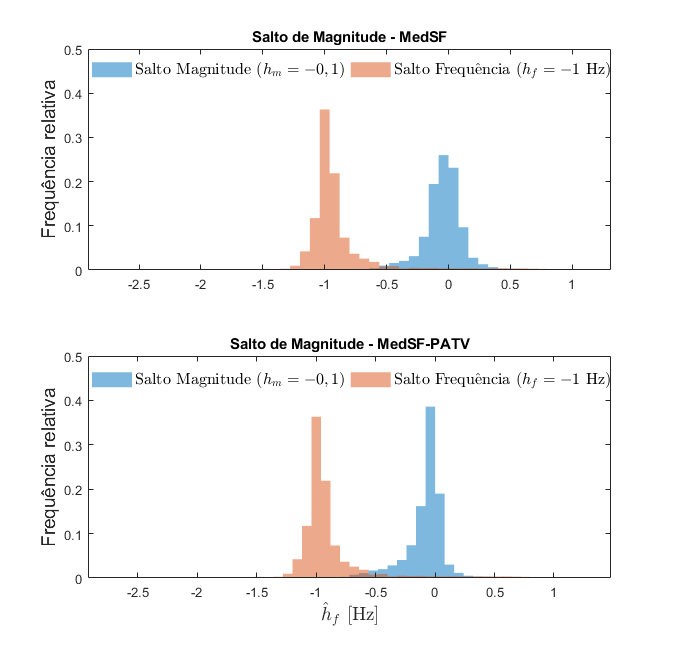 Salto de Magnitude - MedSF
0.5
Salto Magnitude (hₘ = −0,1) Salto Frequência (h_f = −1 Hz)
0.4
0.3
0.2
0.1
0
Frequência relativa
-2.5 -2 -1.5 -1 -0.5 0 0.5 1
Salto de Magnitude - MedSF-PATV
0.5
Salto Magnitude (hₘ = −0,1) Salto Frequência (h_f = −1 Hz)
0.4
0.3
0.2
0.1
0
Frequência relativa
-2.5 -2 -1.5 -1 -0.5 0 0.5 1
ĥ_f [Hz]